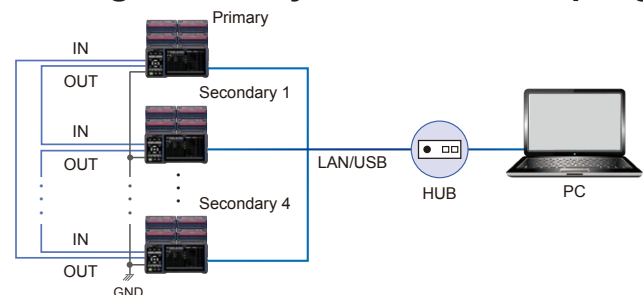 Primary
IN
OUT
Secondary 1
IN
OUT
LAN/USB
HUB
PC
Secondary 4
IN
OUT
GND